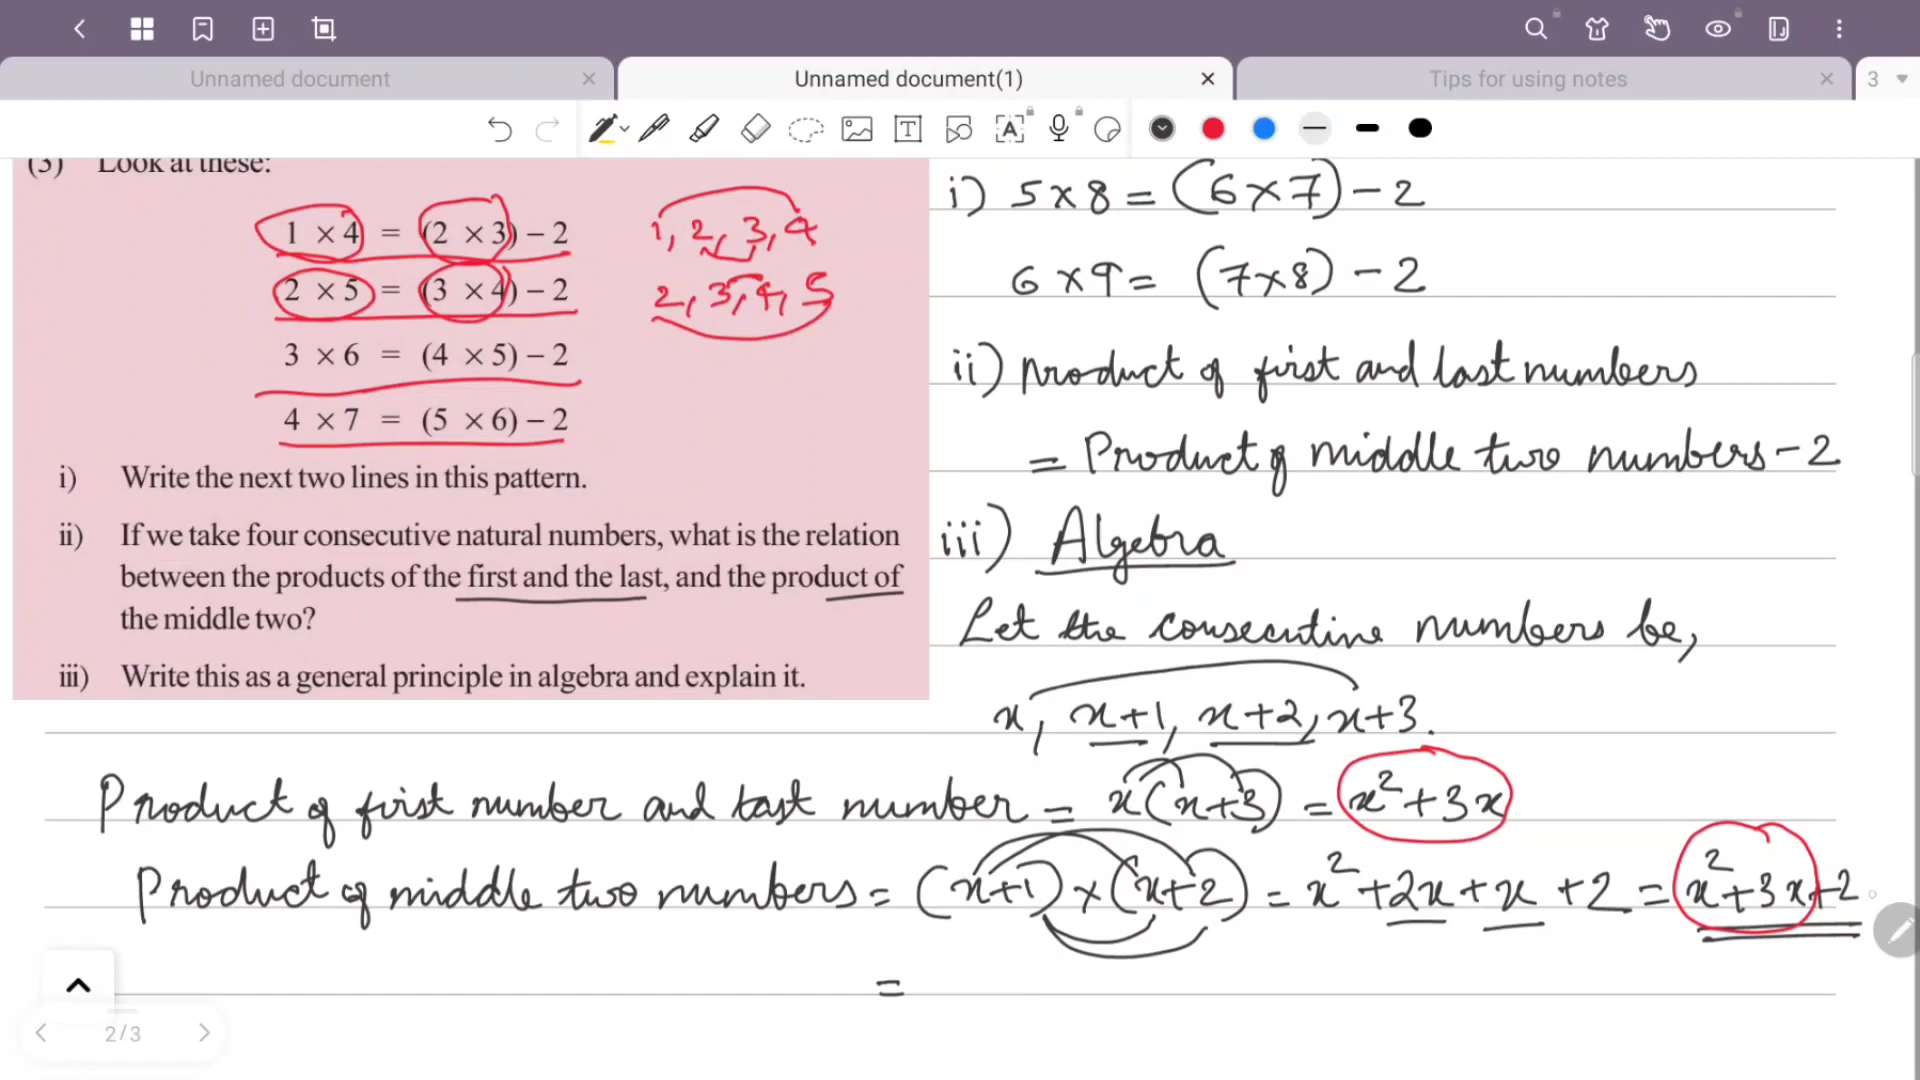 Unnamed document
Unnamed document(1)
Tips for using notes
3
(3) Look at these:
1 × 4 = (2 × 3) – 2
2 × 5 = (3 × 4) – 2
3 × 6 = (4 × 5) – 2
4 × 7 = (5 × 6) – 2
1, 2, 3, 4
2, 3, 4, 5
i) Write the next two lines in this pattern.
ii) If we take four consecutive natural numbers, what is the relation
between the products of the first and the last, and the product of
the middle two?
iii) Write this as a general principle in algebra and explain it.
i) 5 × 8 = (6 × 7) – 2
6 × 9 = (7 × 8) – 2
ii) Product of first and last numbers
= Product of middle two numbers – 2
iii) Algebra
Let the consecutive numbers be,
x, x+1, x+2, x+3.
Product of first number and last number = x(x+3) = x² + 3x
Product of middle two numbers = (x+1) × (x+2) = x² + 2x + x + 2 = x² + 3x + 2
=
2/3